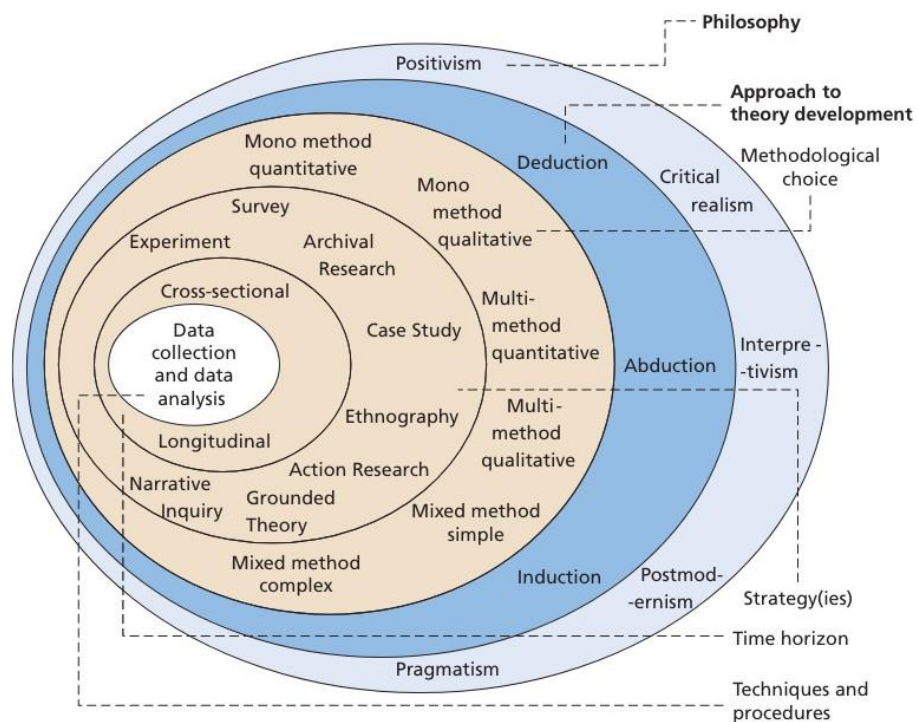 Philosophy
Positivism
Approach to
theory development
Mono method
quantitative
Deduction
Methodological
choice
Critical
realism
Mono
method
qualitative
Survey
Experiment
Archival
Research
Cross-sectional
Multi-
method
quantitative
Data
collection
and data
analysis
Case Study
Abduction
Interpre -
-tivism
Ethnography
Multi-
method
qualitative
Longitudinal
Action Research
Narrative
Inquiry
Grounded
Theory
Mixed method
simple
Mixed method
complex
Induction
Postmod-
-ernism
Strategy(ies)
Time horizon
Pragmatism
Techniques and
procedures